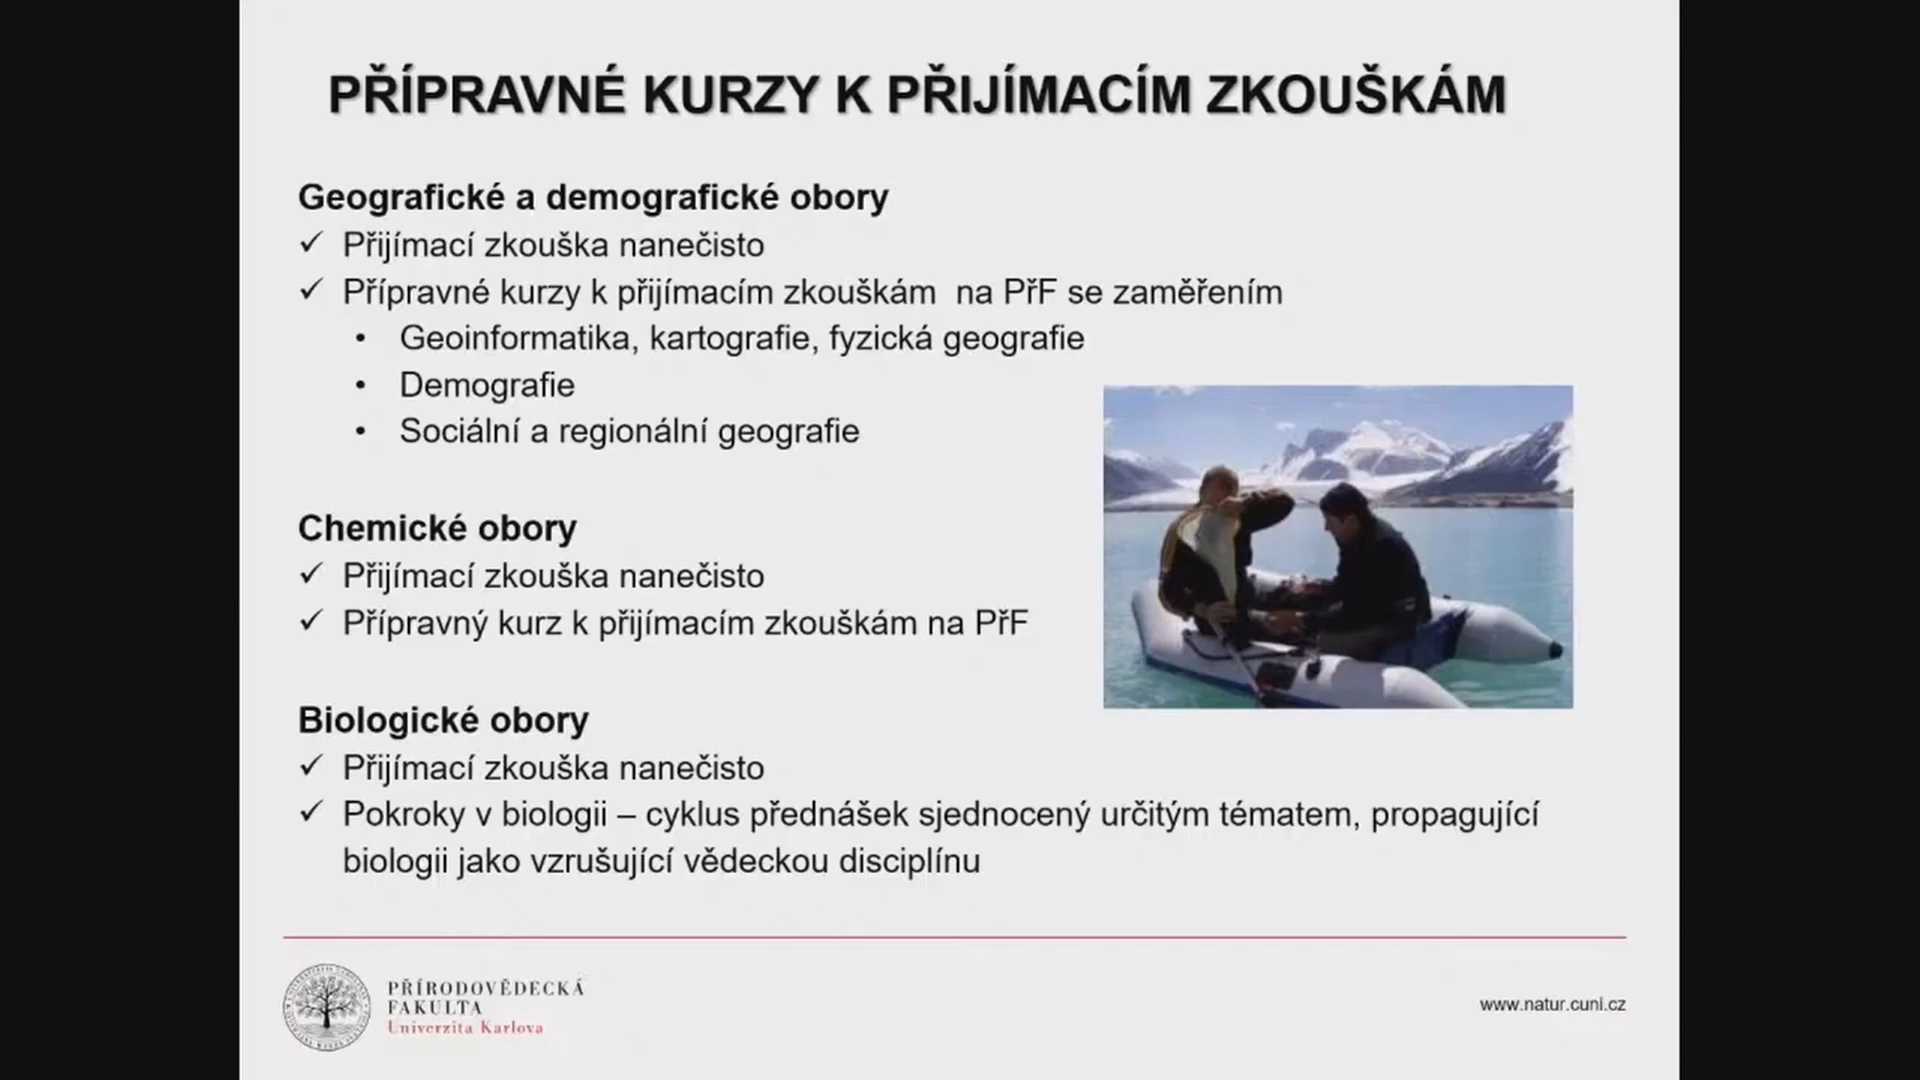 PŘÍPRAVNÉ KURZY K PŘIJÍMACÍM ZKOUŠKÁM
Geografické a demografické obory
✓ Přijímací zkouška nanečisto
✓ Přípravné kurzy k přijímacím zkouškám na PřF se zaměřením
• Geoinformatika, kartografie, fyzická geografie
• Demografie
• Sociální a regionální geografie
Chemické obory
✓ Přijímací zkouška nanečisto
✓ Přípravný kurz k přijímacím zkouškám na PřF
Biologické obory
✓ Přijímací zkouška nanečisto
✓ Pokroky v biologii – cyklus přednášek sjednocený určitým tématem, propagující
biologii jako vzrušující vědeckou disciplínu
PŘÍRODOVĚDECKÁ
FAKULTA
Univerzita Karlova
www.natur.cuni.cz